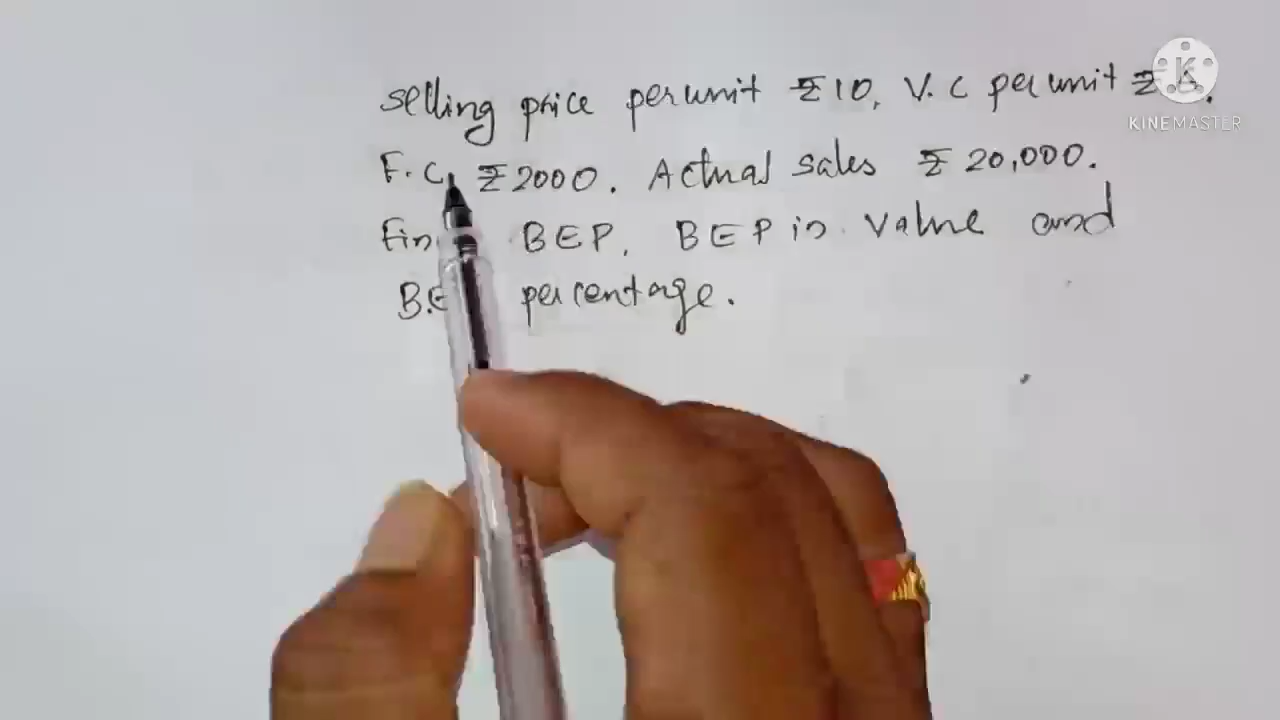 Selling price per unit ₹ 10, V.C per unit ₹
F.C ₹ 2000. Actual sales ₹ 20,000.
BEP, BEP in value and
percentage.
KINEMASTER